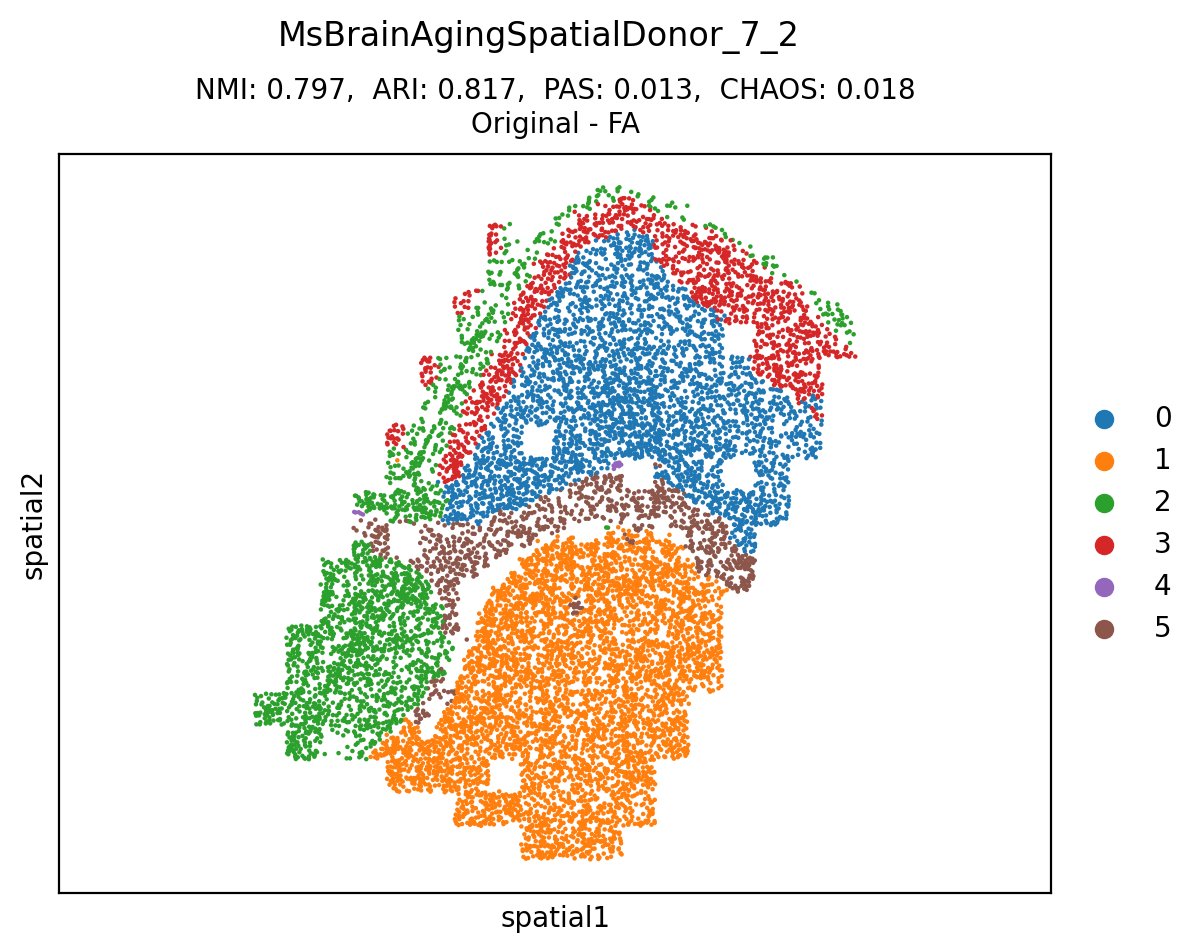 MsBrainAgingSpatialDonor_7_2
NMI: 0.797,  ARI: 0.817,  PAS: 0.013,  CHAOS: 0.018
Original - FA
spatial2
0
1
2
3
4
5
spatial1